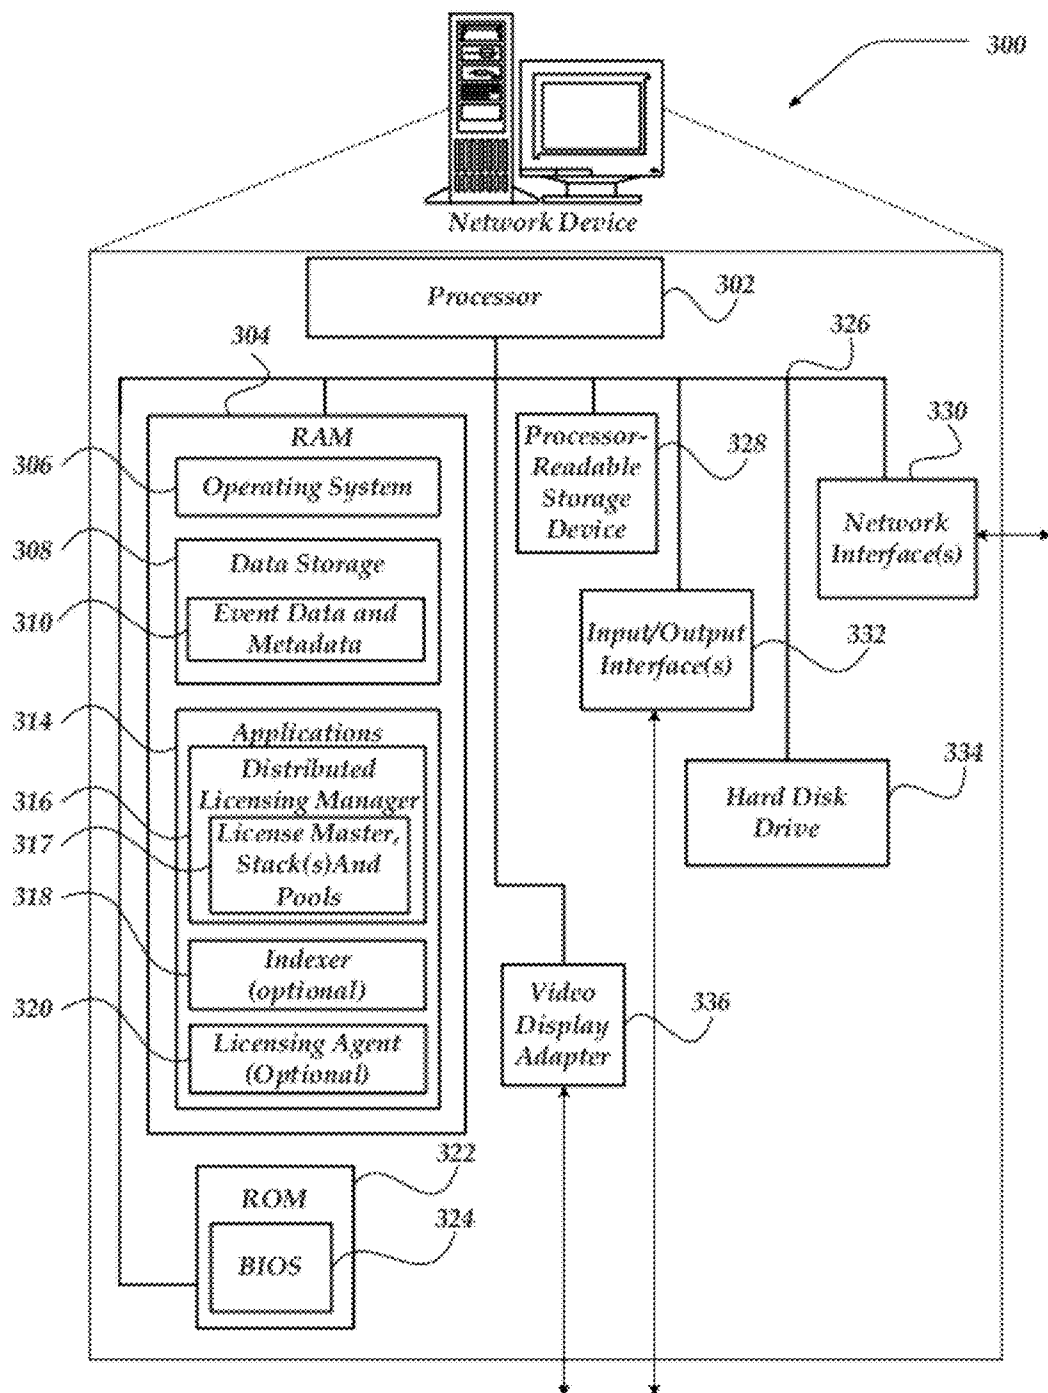 300
Network Device
Processor
302
326
304
RAM
330
306
Operating System
Processor-
Readable
Storage
Device
328
Network
Interface(s)
308
Data Storage
310
Event Data and
Metadata
Input/Output
Interface(s)
332
314
Applications
Distributed
Licensing Manager
316
License Master,
Stack(s)And
Pools
317
334
Hard Disk
Drive
318
Indexer
(optional)
320
Licensing Agent
(Optional)
Video
Display
Adapter
336
322
ROM
324
BIOS